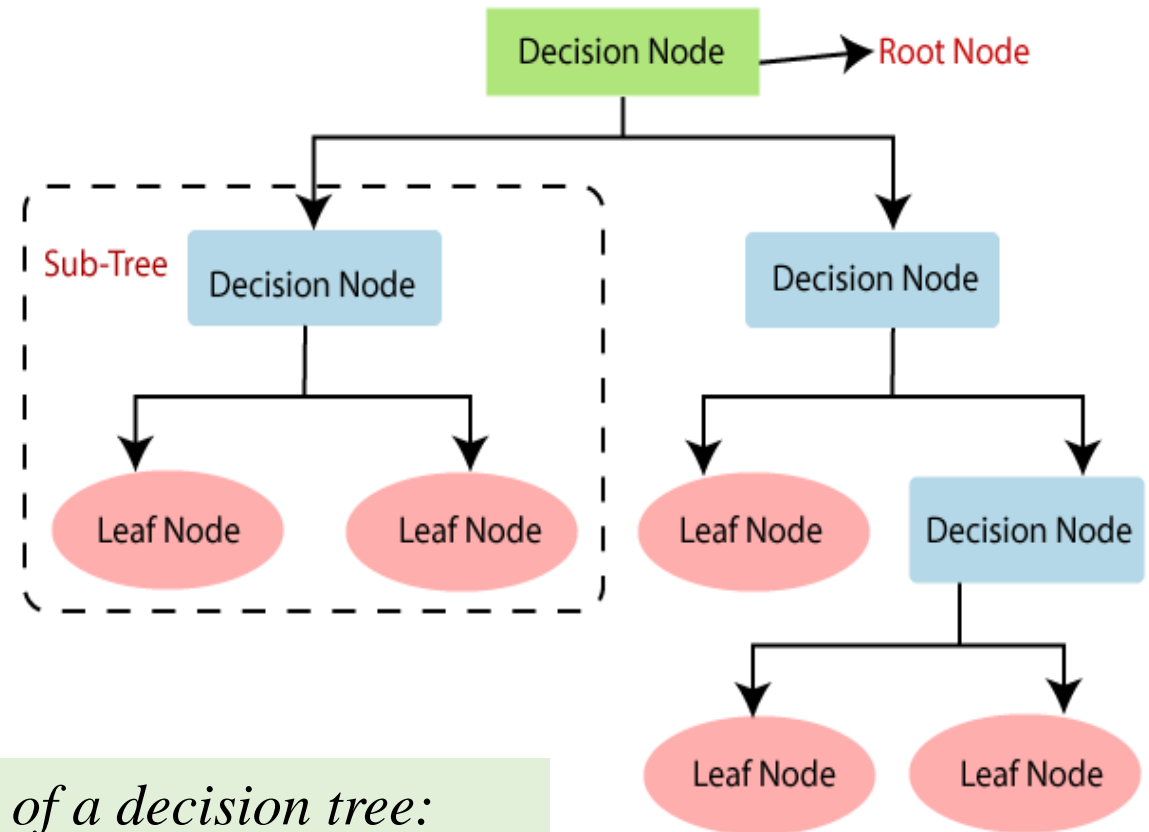 Decision Node
Root Node
Sub-Tree
Decision Node
Decision Node
Leaf Node
Leaf Node
Leaf Node
Decision Node
Leaf Node
Leaf Node
of a decision tree: